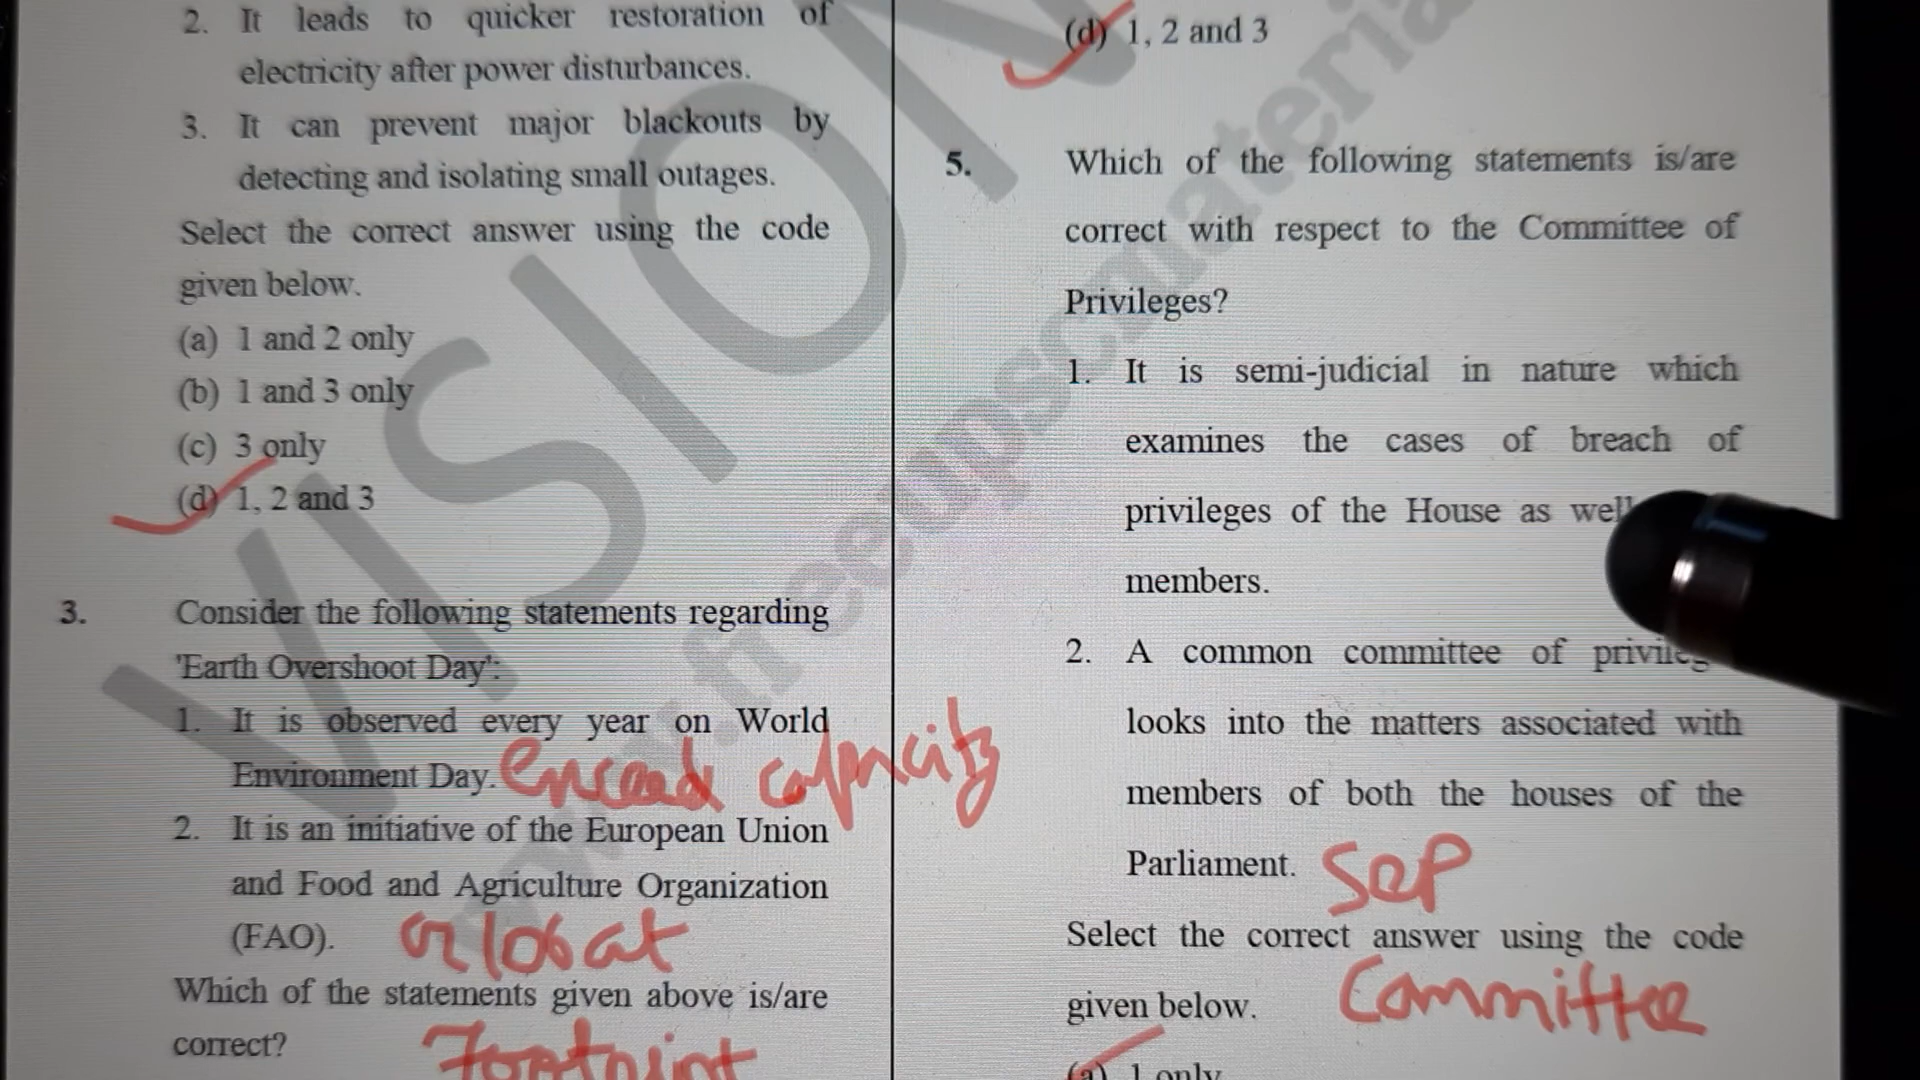 2. It leads to quicker restoration of
electricity after power disturbances.
3. It can prevent major blackouts by
detecting and isolating small outages.
Select the correct answer using the code
given below.
(a) 1 and 2 only
(b) 1 and 3 only
(c) 3 only
(d) 1, 2 and 3
3. Consider the following statements regarding
'Earth Overshoot Day':
1. It is observed every year on World
Environment Day.
capacity
2. It is an initiative of the European Union
and Food and Agriculture Organization
(FAO).
Which of the statements given above is/are
correct?
Footprint
(d) 1, 2 and 3
5. Which of the following statements is/are
correct with respect to the Committee of
Privileges?
1. It is semi-judicial in nature which
examines the cases of breach of
privileges of the House as well
members.
2. A common committee of
looks into the matters associated with
members of both the houses of the
Parliament.
Sep
Select the correct answer using the code
given below.
Committee
(a) 1 only
VISION